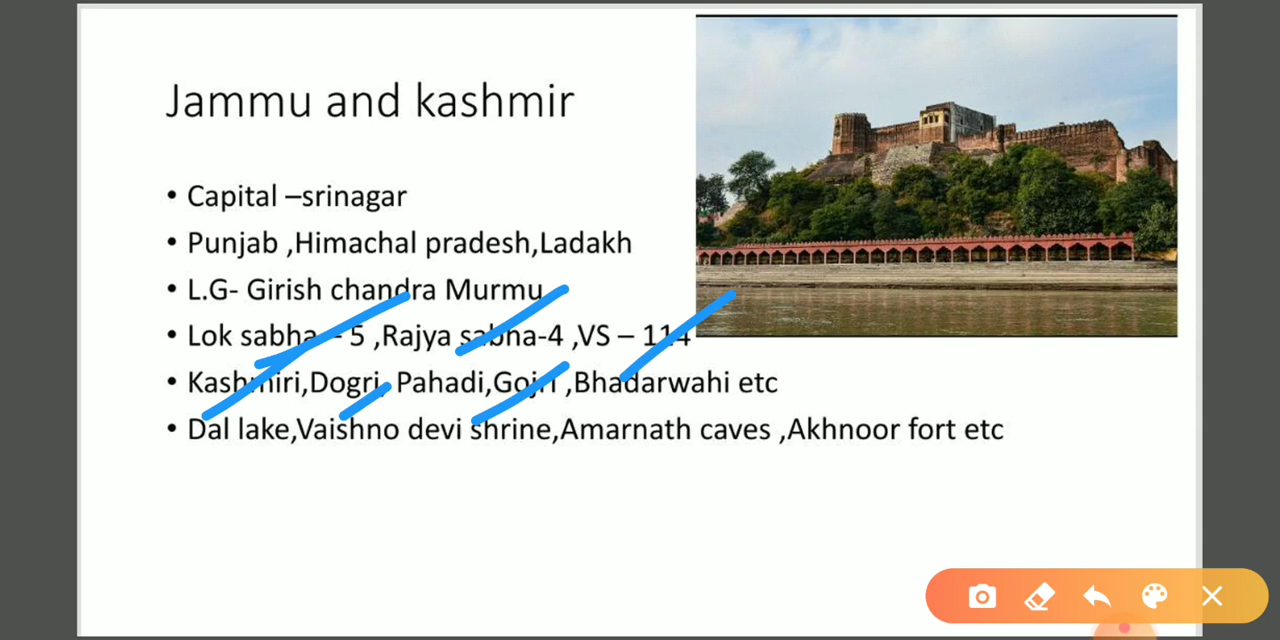 Jammu and kashmir
• Capital –srinagar
• Punjab ,Himachal pradesh,Ladakh
• L.G- Girish chandra Murmu
• Lok sabha – 5 ,Rajya sabha-4 ,VS – 114
• Kashmiri,Dogri, Pahadi,Gojri ,Bhadarwahi etc
• Dal lake,Vaishno devi shrine,Amarnath caves ,Akhnoor fort etc